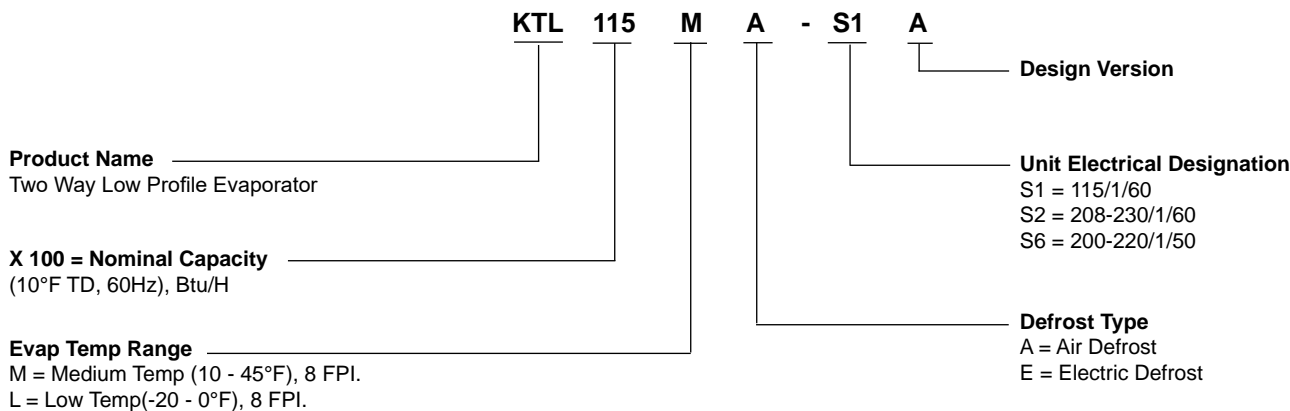 KTL 115 M A - S1 A
Design Version
Product Name
Two Way Low Profile Evaporator
Unit Electrical Designation
S1 = 115/1/60
S2 = 208-230/1/60
S6 = 200-220/1/50
X 100 = Nominal Capacity
(10°F TD, 60Hz), Btu/H
Defrost Type
A = Air Defrost
E = Electric Defrost
Evap Temp Range
M = Medium Temp (10 - 45°F), 8 FPI.
L = Low Temp(-20 - 0°F), 8 FPI.